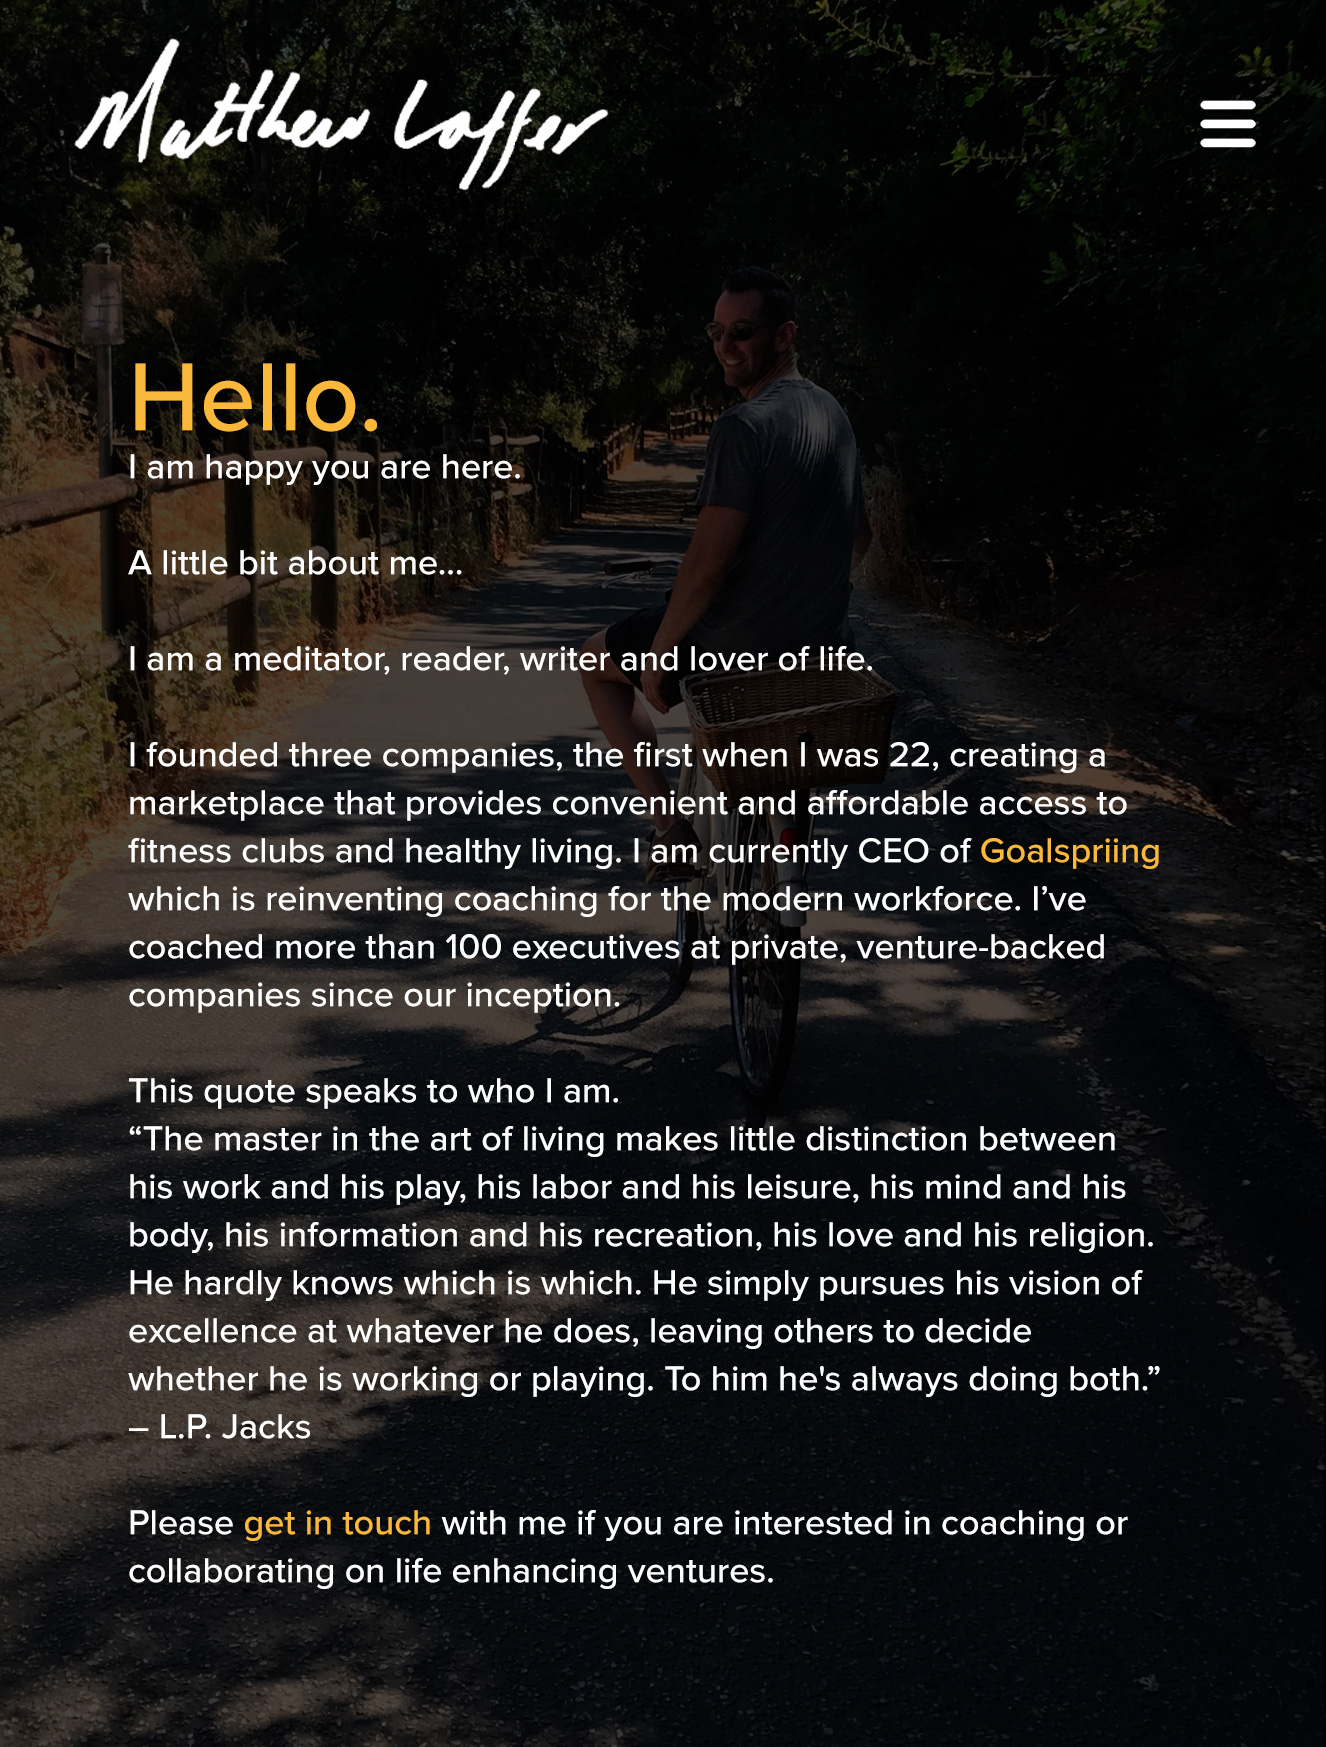 Matthew Loffer
Hello.
I am happy you are here.
A little bit about me...
I am a meditator, reader, writer and lover of life.
I founded three companies, the first when I was 22, creating a
marketplace that provides convenient and affordable access to
fitness clubs and healthy living. I am currently CEO of Goalspriing
which is reinventing coaching for the modern workforce. I’ve
coached more than 100 executives at private, venture-backed
companies since our inception.
This quote speaks to who I am.
“The master in the art of living makes little distinction between
his work and his play, his labor and his leisure, his mind and his
body, his information and his recreation, his love and his religion.
He hardly knows which is which. He simply pursues his vision of
excellence at whatever he does, leaving others to decide
whether he is working or playing. To him he's always doing both.”
– L.P. Jacks
Please get in touch with me if you are interested in coaching or
collaborating on life enhancing ventures.